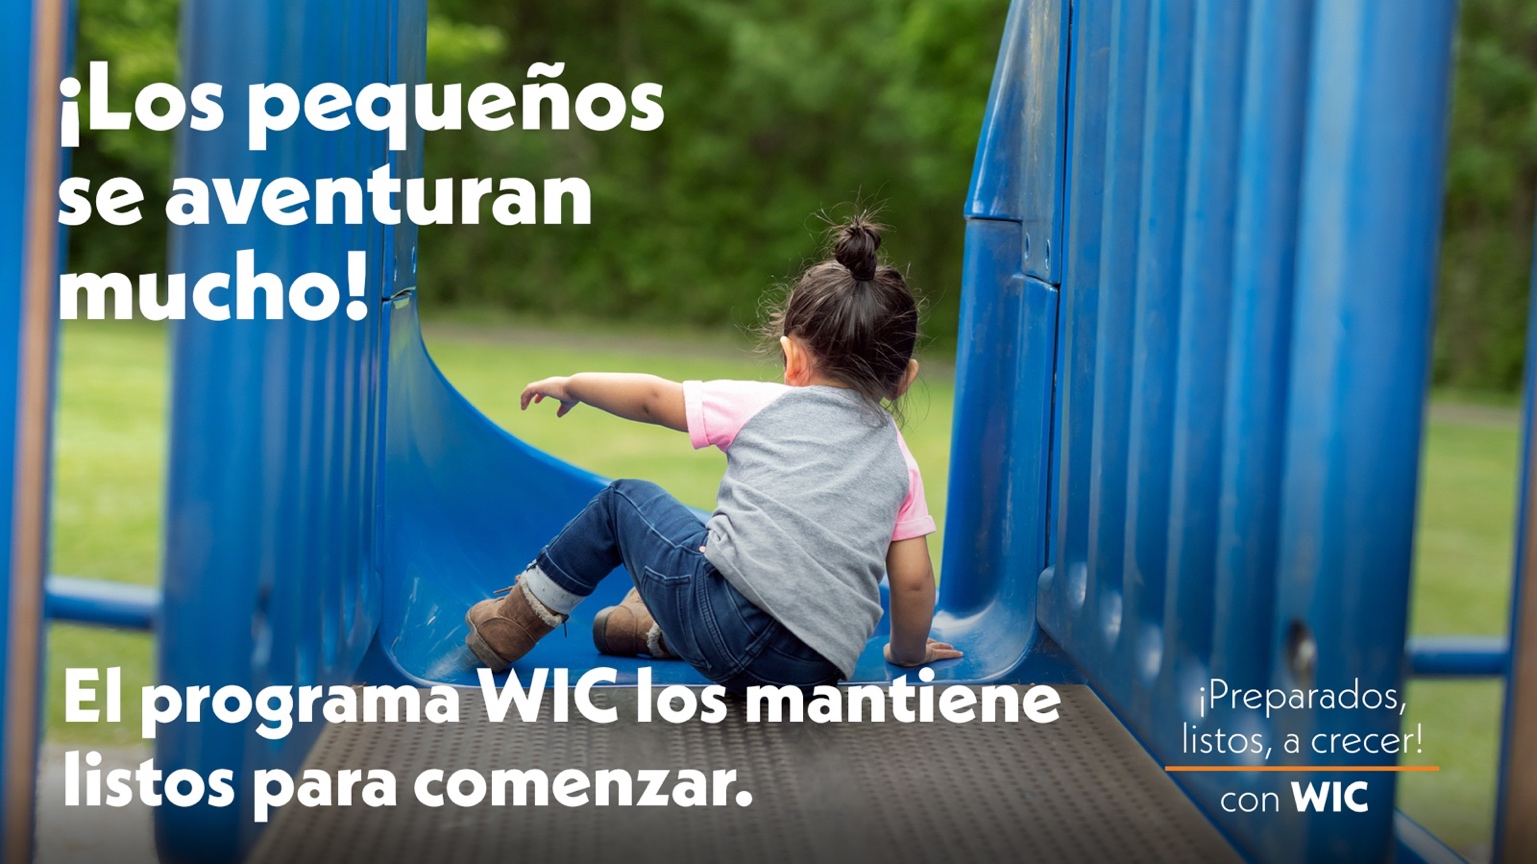 ¡Los pequeños
se aventuran
mucho!
El programa WIC los mantiene
listos para comenzar.
¡Preparados,
listos, a crecer!
con WIC